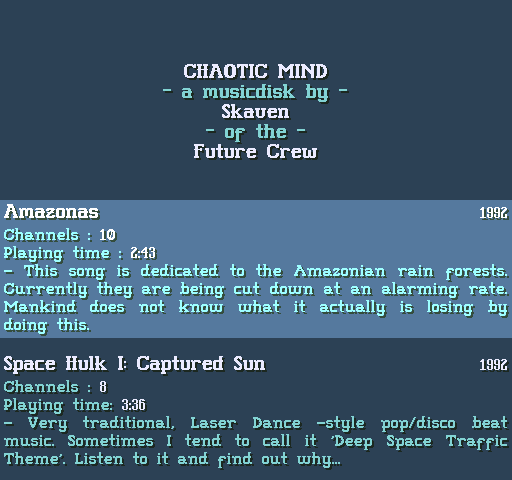 CHAOTIC MIND
- a musicdisk by -
Skaven
- of the -
Future Crew
Amazonas 1992
Channels : 10
Playing time : 2:43
- This song is dedicated to the Amazonian rain forests.
Currently they are being cut down at an alarming rate.
Mankind does not know what it actually is losing by
doing this.
Space Hulk I: Captured Sun 1992
Channels : 8
Playing time: 3:36
- Very traditional, Laser Dance -style pop/disco beat
music. Sometimes I tend to call it 'Deep Space Traffic
Theme'. Listen to it and find out why...